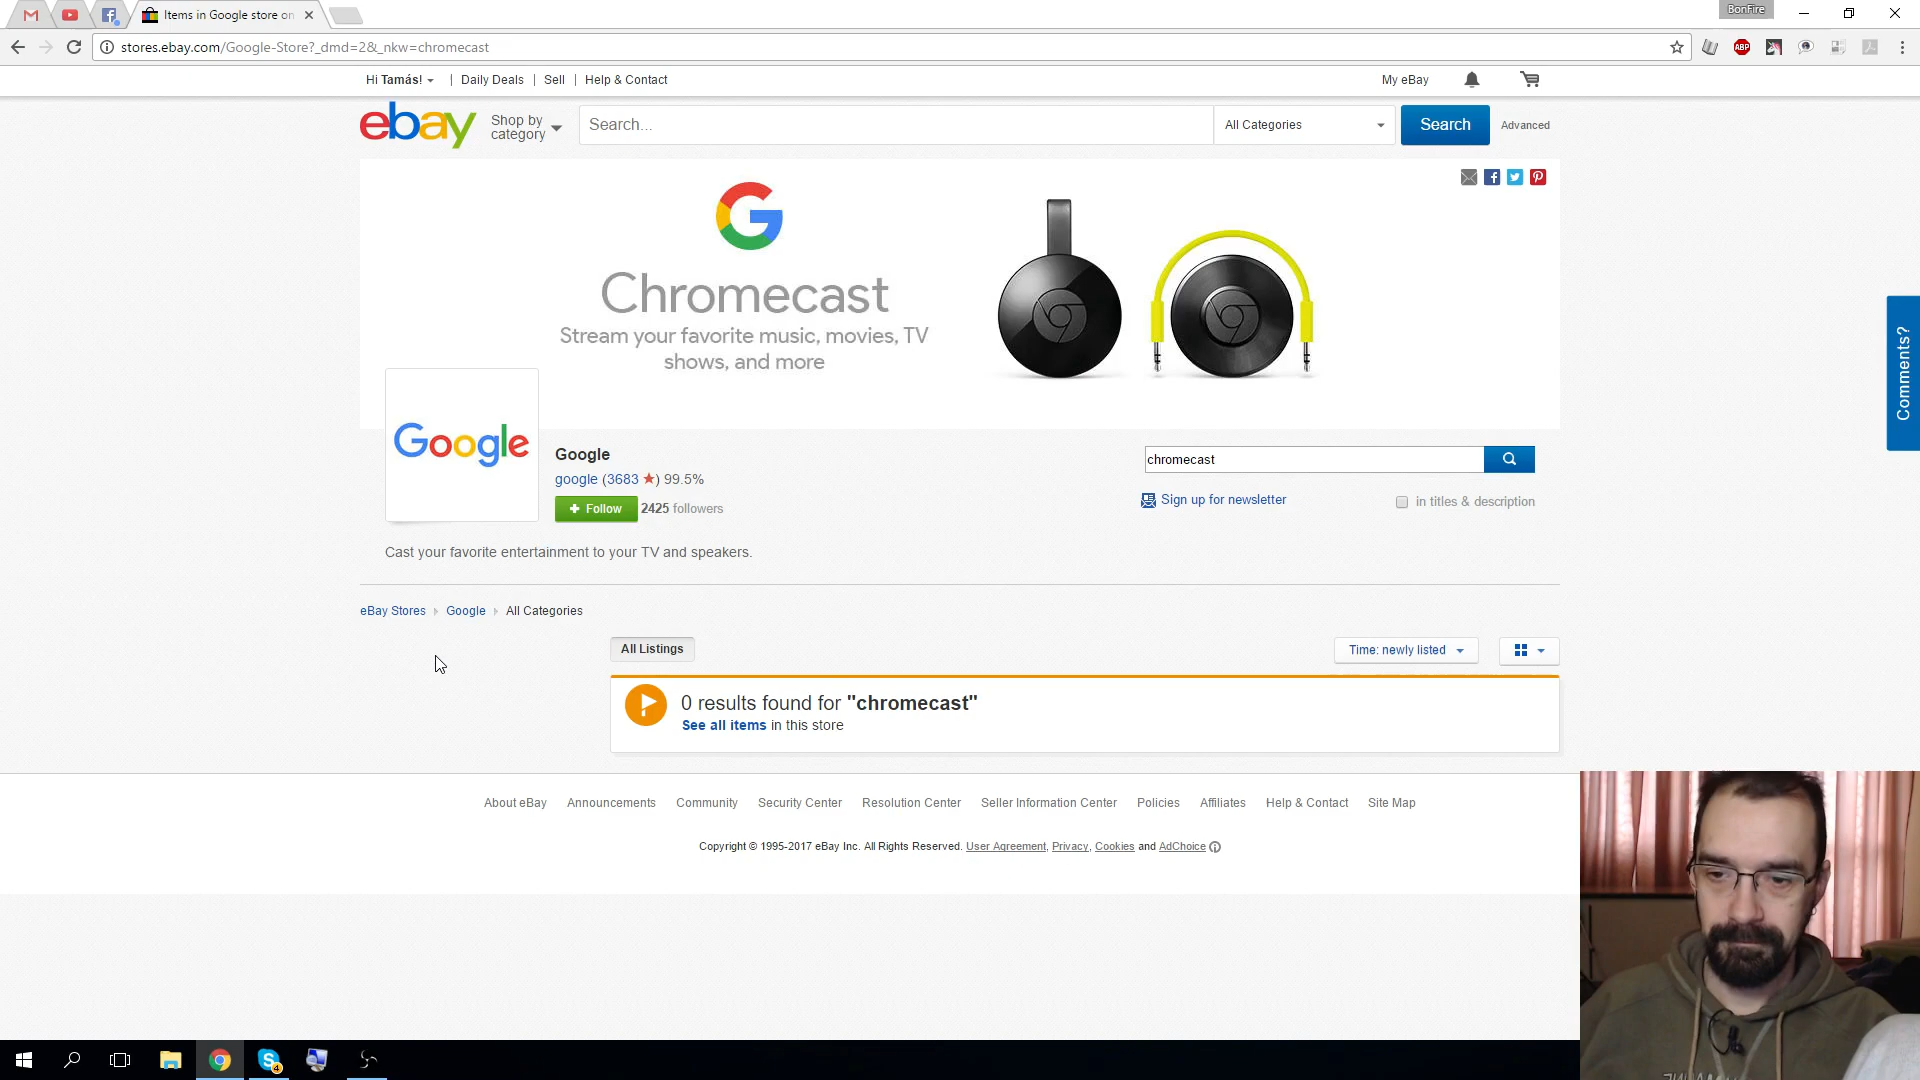 Items in Google store on
BonFire
stores.ebay.com/Google-Store?_dmd=2&_nkw=chromecast
ABP
Hi Tamás! | Daily Deals | Sell | Help & Contact
My eBay
ebay
Shop by category
Search...
All Categories
Search
Advanced
G
Chromecast
Stream your favorite music, movies, TV
shows, and more
Comments?
Google
Google
google (3683 ★) 99.5%
+ Follow 2425 followers
chromecast
Sign up for newsletter
in titles & description
Cast your favorite entertainment to your TV and speakers.
eBay Stores Google All Categories
All Listings
Time: newly listed
0 results found for "chromecast"
See all items in this store
About eBay Announcements Community Security Center Resolution Center Seller Information Center Policies Affiliates Help & Contact Site Map
Copyright © 1995-2017 eBay Inc. All Rights Reserved. User Agreement, Privacy, Cookies and AdChoice
4